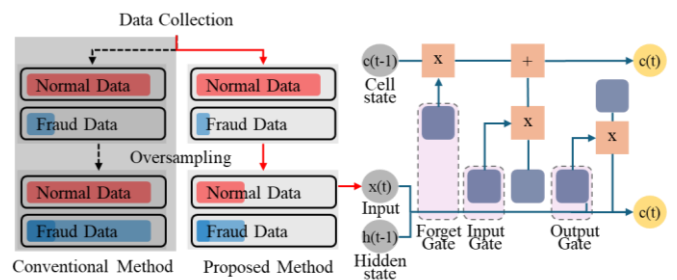 Data Collection
Normal Data
Fraud Data
Normal Data
Fraud Data
Oversampling
Normal Data
Fraud Data
Normal Data
Fraud Data
Conventional Method
Proposed Method
c(t-1)
Cell
state
x
+
c(t)
x
x
x(t)
Input
h(t-1)
Hidden
state
Forget
Gate
Input
Gate
Output
Gate
c(t)